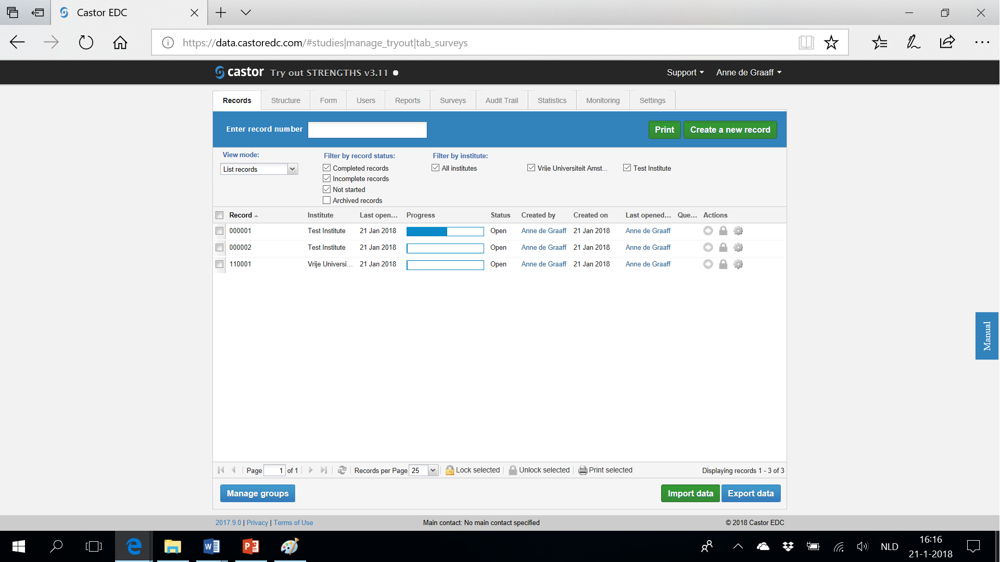 Castor EDC
https://data.castoredc.com/#studies|manage_tryout|tab_surveys
castor Try out STRENGTHS v3.11
Support Anne de Graaff
Records Structure Form Users Reports Surveys Audit Trail Statistics Monitoring Settings
Enter record number Print Create a new record
View mode: Filter by record status: Filter by institute:
List records Completed records All institutes Vrije Universiteit Amst... Test Institute
Incomplete records
Not started
Archived records
Record Institute Last open... Progress Status Created by Created on Last opened... Que... Actions
000001 Test Institute 21 Jan 2018 Open Anne de Graaff 21 Jan 2018 Anne de Graaff
000002 Test Institute 21 Jan 2018 Open Anne de Graaff 21 Jan 2018 Anne de Graaff
110001 Vrije Universi... 21 Jan 2018 Open Anne de Graaff 21 Jan 2018 Anne de Graaff
Manual
Page 1 of 1 Records per Page 25 Lock selected Unlock selected Print selected Displaying records 1 - 3 of 3
Manage groups Import data Export data
2017.9.0 | Privacy | Terms of Use Main contact: No main contact specified © 2018 Castor EDC
NLD 16:16
21-1-2018